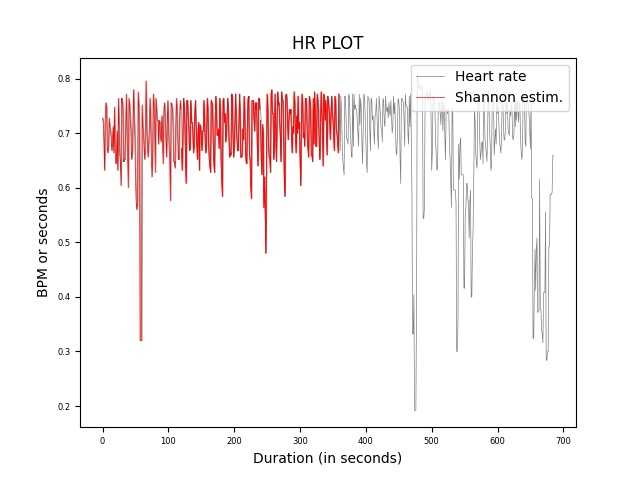 HR PLOT
Heart rate
Shannon estim.
BPM or seconds
0.8
0.7
0.6
0.5
0.4
0.3
0.2
0 100 200 300 400 500 600 700
Duration (in seconds)